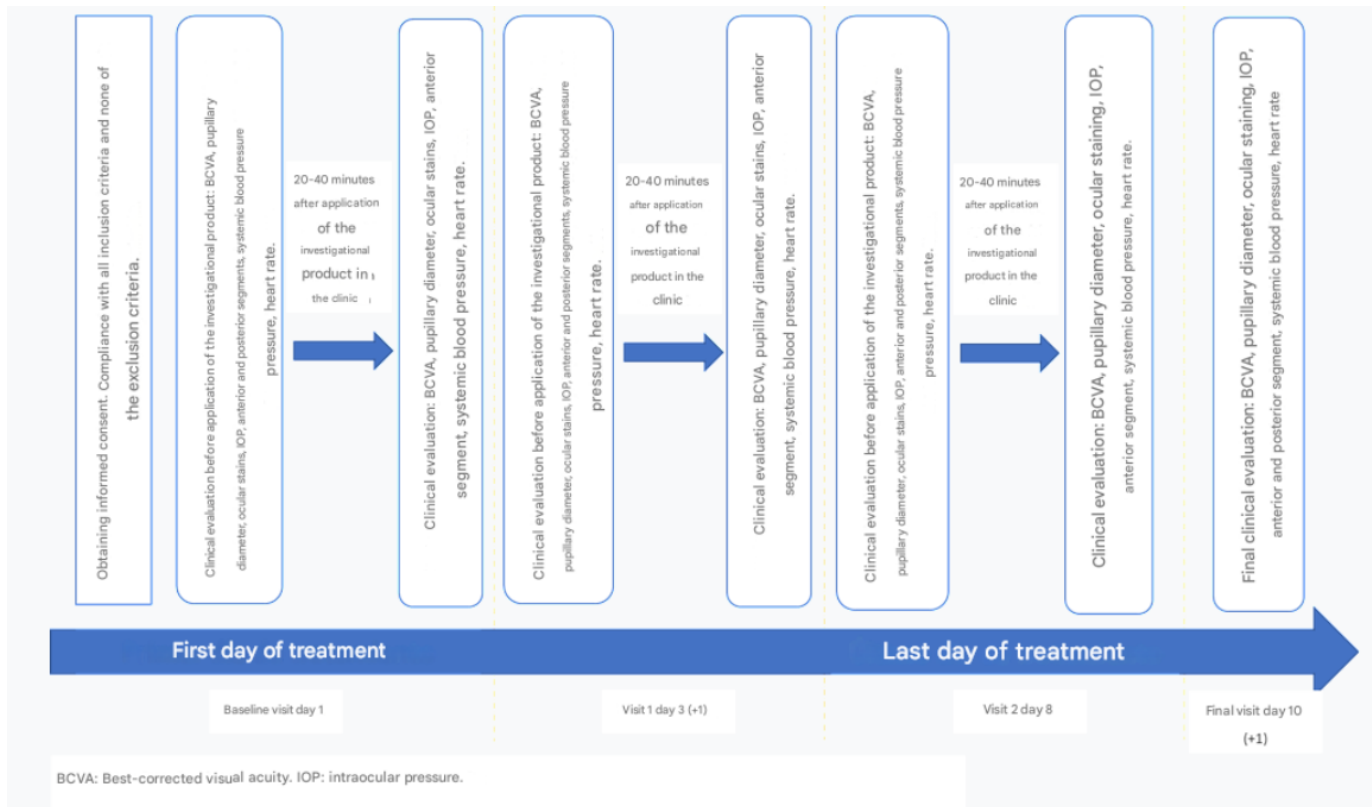 Obtaining informed consent. Compliance with all inclusion criteria and none of
the exclusion criteria.
Clinical evaluation before application of the investigational product: BCVA, pupillary
diameter, ocular stains, IOP, anterior and posterior segments, systemic blood pressure
pressure, heart rate.
20-40 minutes
after application
of the
investigational
product in
the clinic
Clinical evaluation: BCVA, pupillary diameter, ocular stains, IOP, anterior
segment, systemic blood pressure, heart rate.
Clinical evaluation before application of the investigational product: BCVA,
pupillary diameter, ocular stains, IOP, anterior and posterior segments, systemic blood pressure
pressure, heart rate.
20-40 minutes
after application
of the
investigational
product in the
clinic
Clinical evaluation: BCVA, pupillary diameter, ocular stains, IOP, anterior
segment, systemic blood pressure, heart rate.
Clinical evaluation before application of the investigational product: BCVA,
pupillary diameter, ocular stains, IOP, anterior and posterior segments, systemic blood pressure
pressure, heart rate.
20-40 minutes
after application
of the
investigational
product in the
clinic
Clinical evaluation: BCVA, pupillary diameter, ocular staining, IOP,
anterior segment, systemic blood pressure, heart rate.
Final clinical evaluation: BCVA, pupillary diameter, ocular staining, IOP,
anterior and posterior segment, systemic blood pressure, heart rate
First day of treatment
Last day of treatment
Baseline visit day 1
Visit 1 day 3 (+1)
Visit 2 day 8
Final visit day 10
(+1)
BCVA: Best-corrected visual acuity. IOP: intraocular pressure.